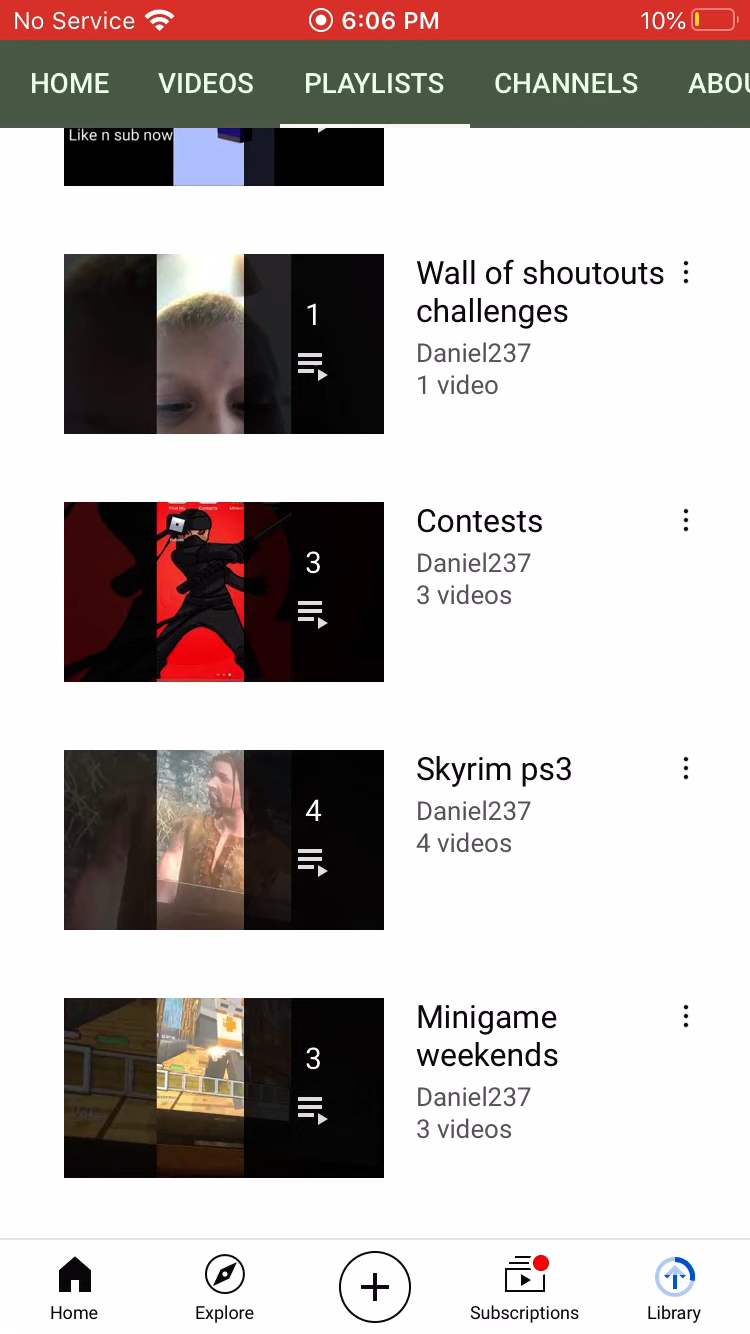 No Service 6:06 PM 10%
HOME VIDEOS PLAYLISTS CHANNELS ABOU
Like n sub now
Wall of shoutouts
challenges
1
Daniel237
1 video
Contests
3
Daniel237
3 videos
Skyrim ps3
4
Daniel237
4 videos
Minigame
weekends
3
Daniel237
3 videos
Home Explore Subscriptions Library